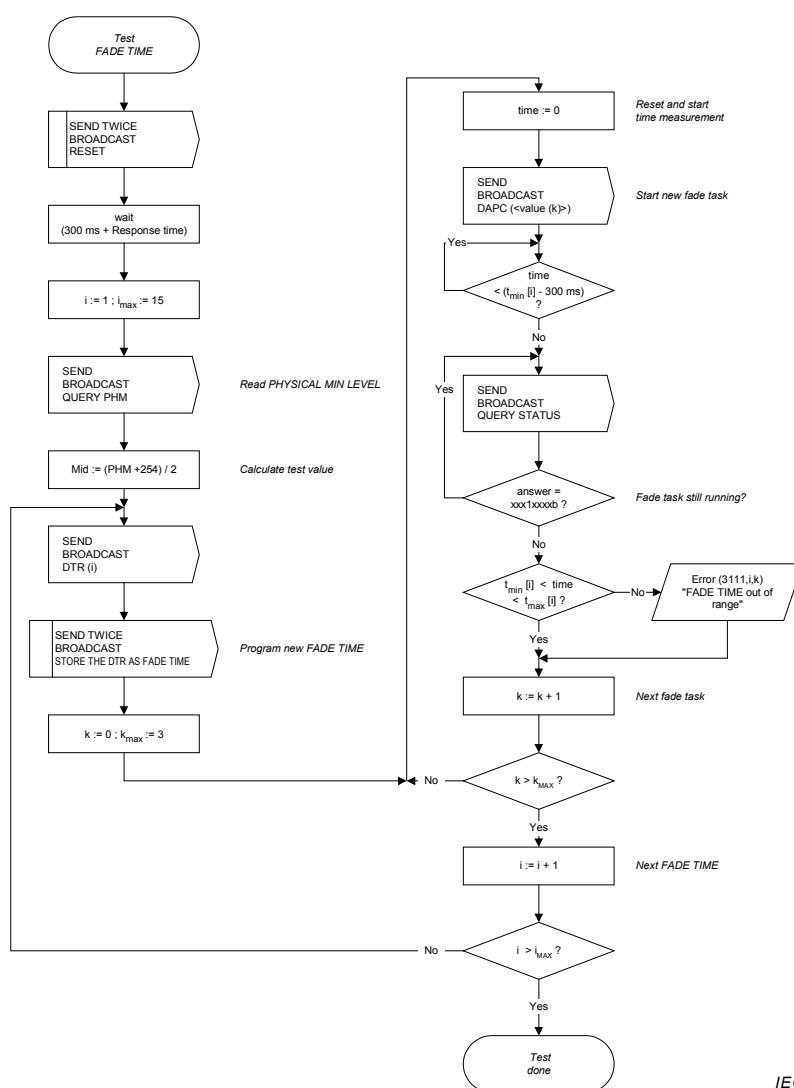 Test
FADE TIME
SEND TWICE
BROADCAST
RESET
wait
(300 ms + Response time)
i := 1 ; imax := 15
SEND
BROADCAST
QUERY PHM
Read PHYSICAL MIN LEVEL
Mid := (PHM +254) / 2
Calculate test value
SEND
BROADCAST
DTR (i)
SEND TWICE
BROADCAST
STORE THE DTR AS FADE TIME
Program new FADE TIME
k := 0 ; kmax := 3
time := 0
Reset and start
time measurement
SEND
BROADCAST
DAPC (<value (k)>)
Start new fade task
Yes
time
< (tmin [i] - 300 ms)
?
No
Yes
SEND
BROADCAST
QUERY STATUS
answer =
xxx1xxxxb ?
Fade task still running?
No
tmin [i] < time
< tmax [i] ?
No
Error (3111,i,k)
"FADE TIME out of
range"
Yes
k := k + 1
Next fade task
No
k > kMAX ?
Yes
i := i + 1
Next FADE TIME
No
i > iMAX ?
Yes
Test
done